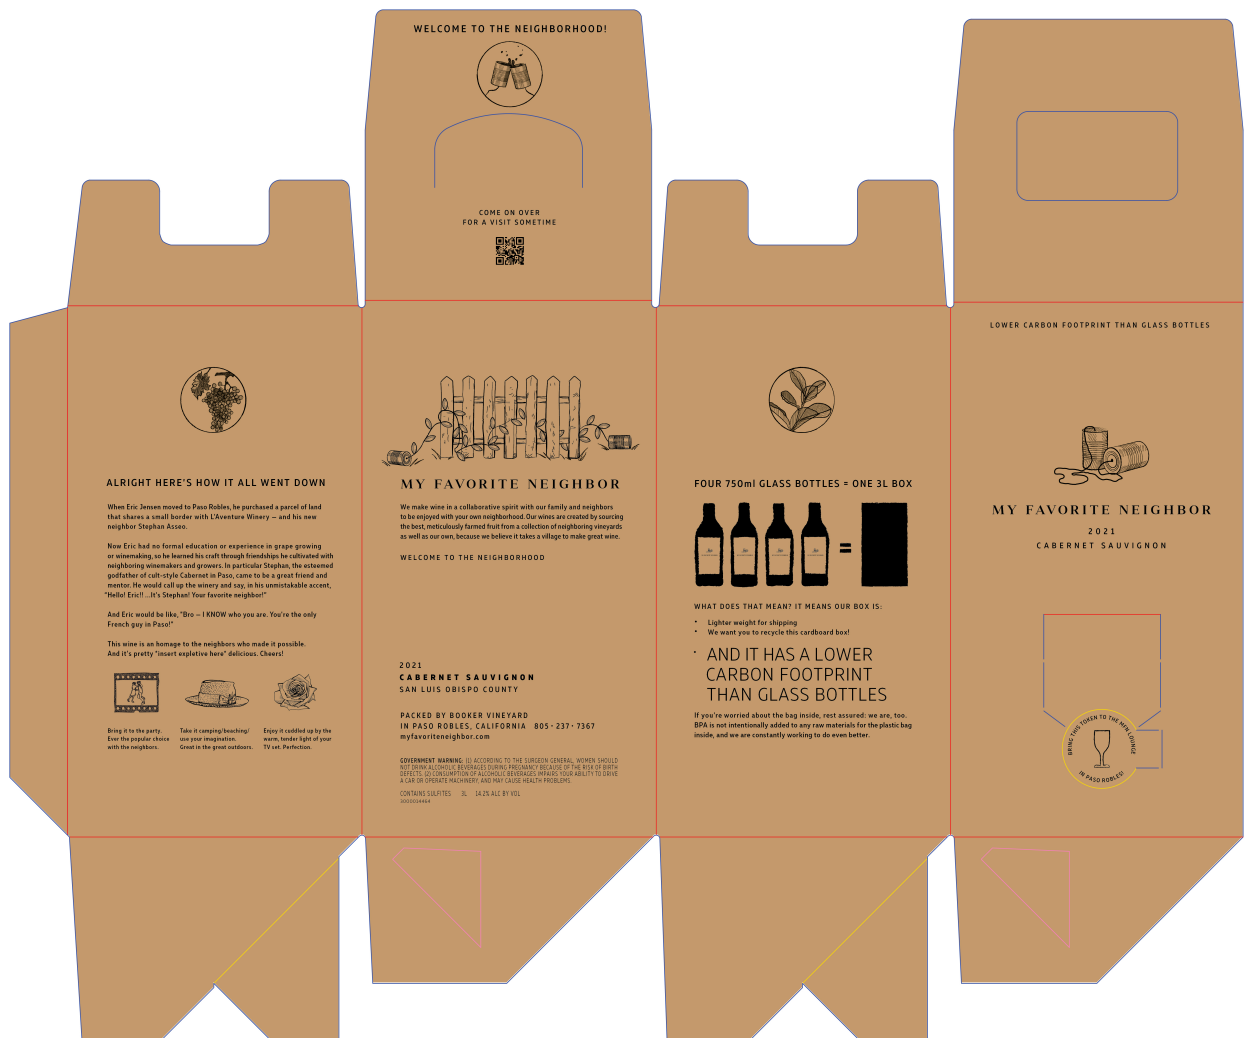 WELCOME TO THE NEIGHBORHOOD!
COME ON OVER
FOR A VISIT SOMETIME
ALRIGHT HERE'S HOW IT ALL WENT DOWN
When Eric Jensen moved to Paso Robles, he purchased a parcel of land
that shares a small border with L'Aventure Winery — and his new
neighbor Stephan Asseo.
Now Eric had no formal education or experience in grape growing
or winemaking, so he learned his craft through friendships he cultivated with
neighboring winemakers and growers. In particular Stephan, the esteemed
godfather of cult-style Cabernet in Paso, came to be a great friend and
mentor. He would call up the winery and say, in his unmistakable accent,
"Hello! Eric!! ...It's Stephan! Your favorite neighbor!"
And Eric would be like, "Bro — I KNOW who you are. You're the only
French guy in Paso!"
This wine is an homage to the neighbors who made it possible.
And it's pretty *insert expletive here* delicious. Cheers!
Bring it to the party.
Ever the popular choice
with the neighbors.
Take it camping/beaching/
use your imagination.
Great in the great outdoors.
Enjoy it cuddled up by the
warm, tender light of your
TV set. Perfection.
MY FAVORITE NEIGHBOR
We make wine in a collaborative spirit with our family and neighbors
to be enjoyed with your own neighborhood. Our wines are created by sourcing
the best, meticulously farmed fruit from a collection of neighboring vineyards
as well as our own, because we believe it takes a village to make great wine.
WELCOME TO THE NEIGHBORHOOD
2021
CABERNET SAUVIGNON
SAN LUIS OBISPO COUNTY
PACKED BY BOOKER VINEYARD
IN PASO ROBLES, CALIFORNIA 805·237·7367
myfavoriteneighbor.com
GOVERNMENT WARNING: (1) ACCORDING TO THE SURGEON GENERAL, WOMEN SHOULD
NOT DRINK ALCOHOLIC BEVERAGES DURING PREGNANCY BECAUSE OF THE RISK OF BIRTH
DEFECTS. (2) CONSUMPTION OF ALCOHOLIC BEVERAGES IMPAIRS YOUR ABILITY TO DRIVE
A CAR OR OPERATE MACHINERY, AND MAY CAUSE HEALTH PROBLEMS.
CONTAINS SULFITES 3L 14.2% ALC BY VOL
3000034464
FOUR 750ml GLASS BOTTLES = ONE 3L BOX
=
WHAT DOES THAT MEAN? IT MEANS OUR BOX IS:
• Lighter weight for shipping
• We want you to recycle this cardboard box!
• AND IT HAS A LOWER
CARBON FOOTPRINT
THAN GLASS BOTTLES
If you're worried about the bag inside, rest assured: we are, too.
BPA is not intentionally added to any raw materials for the plastic bag
inside, and we are constantly working to do even better.
LOWER CARBON FOOTPRINT THAN GLASS BOTTLES
MY FAVORITE NEIGHBOR
2021
CABERNET SAUVIGNON
BRING THIS TOKEN TO THE MFN LOUNGE
IN PASO ROBLES!